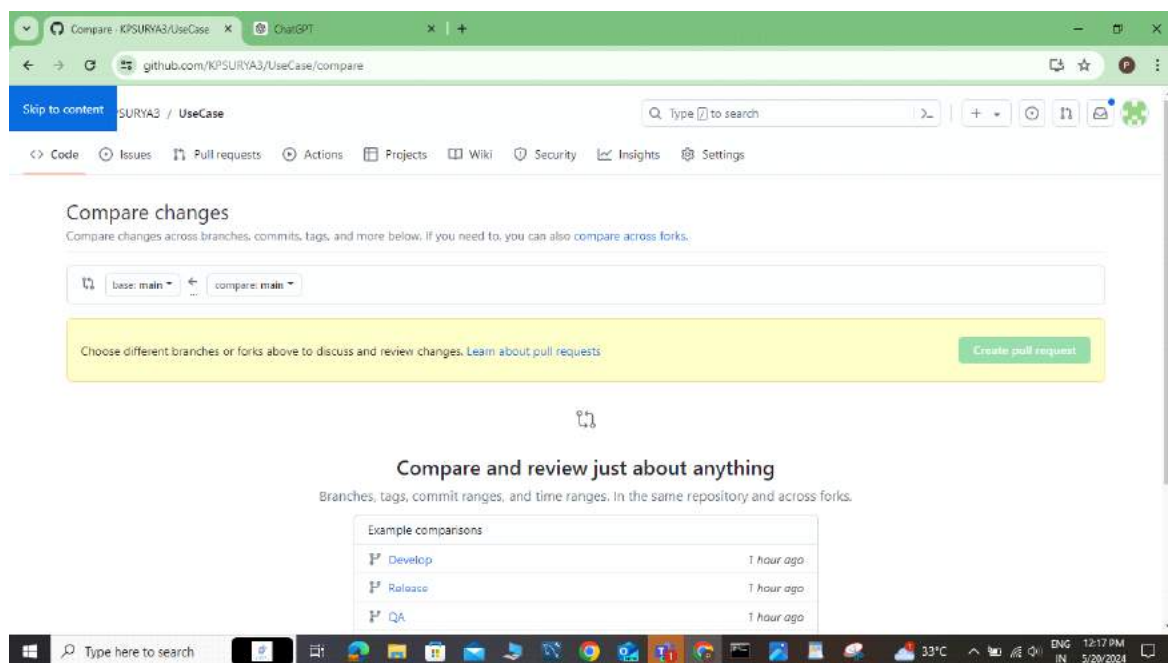 Compare · KPSURYA3/UseCase
ChatGPT
github.com/KPSURYA3/UseCase/compare
P
Skip to content
SURYA3 / UseCase
Type / to search
Code Issues Pull requests Actions Projects Wiki Security Insights Settings
Compare changes
Compare changes across branches, commits, tags, and more below. If you need to, you can also compare across forks.
base: main
compare: main
...
Choose different branches or forks above to discuss and review changes. Learn about pull requests
Create pull request
Compare and review just about anything
Branches, tags, commit ranges, and time ranges. In the same repository and across forks.
Example comparisons
Develop 1 hour ago
Release 1 hour ago
QA 1 hour ago
Type here to search
33°C
ENG
IN
12:17 PM
5/20/2024